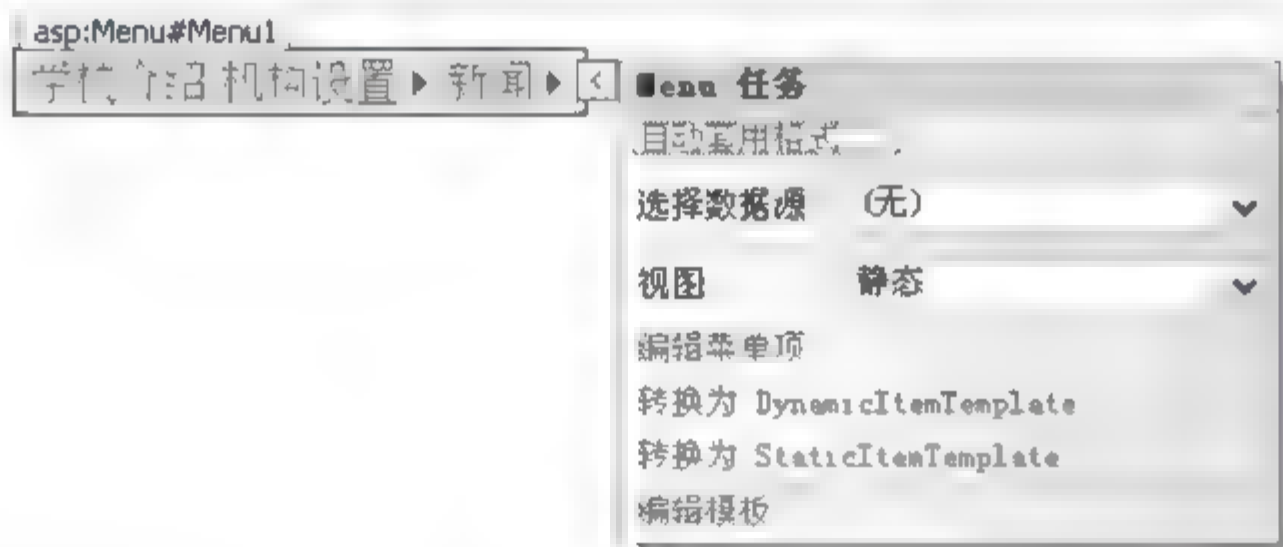 asp:Menu#Menu1
学校介绍 机构设置 ▶ 新闻 ▶ <
Menu 任务
自动套用格式...
选择数据源 (无)
视图 静态
编辑菜单项
转换为 DynamicItemTemplate
转换为 StaticItemTemplate
编辑模板